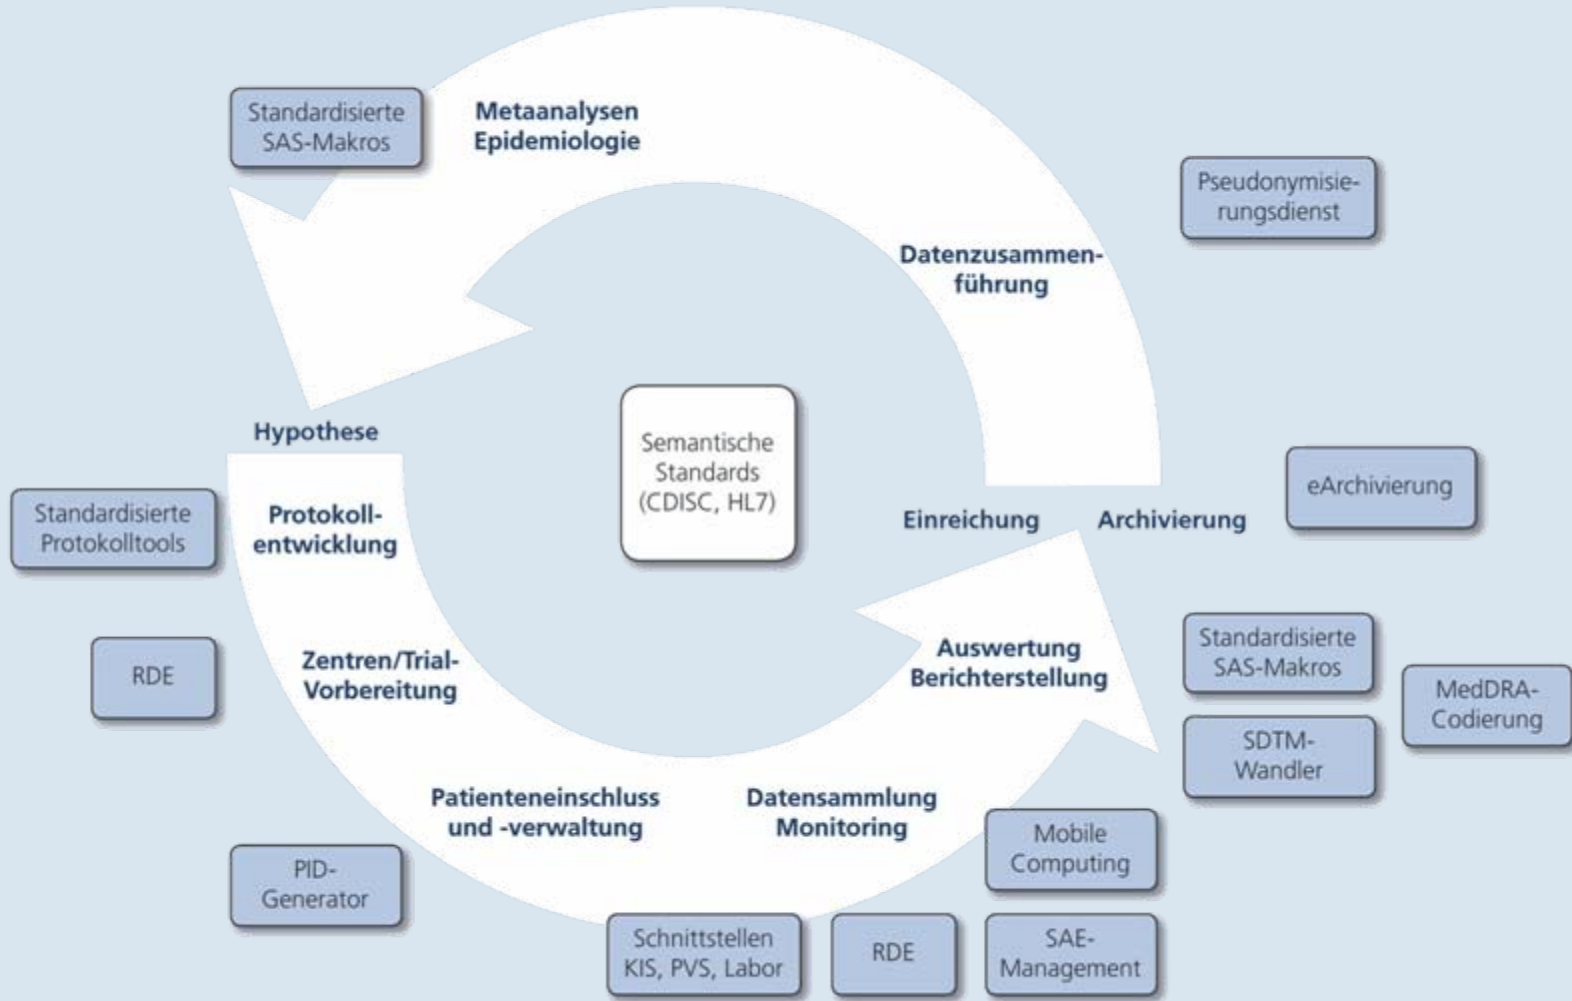 Standardisierte
SAS-Makros
Metaanalysen
Epidemiologie
Pseudonymisie-
rungsdienst
Datenzusammen-
führung
Hypothese
Semantische
Standards
(CDISC, HL7)
eArchivierung
Standardisierte
Protokolltools
Protokoll-
entwicklung
Einreichung
Archivierung
RDE
Zentren/Trial-
Vorbereitung
Auswertung
Berichterstellung
Standardisierte
SAS-Makros
MedDRA-
Codierung
SDTM-
Wandler
Patienteneinschluss
und -verwaltung
Datensammlung
Monitoring
Mobile
Computing
PID-
Generator
Schnittstellen
KIS, PVS, Labor
RDE
SAE-
Management